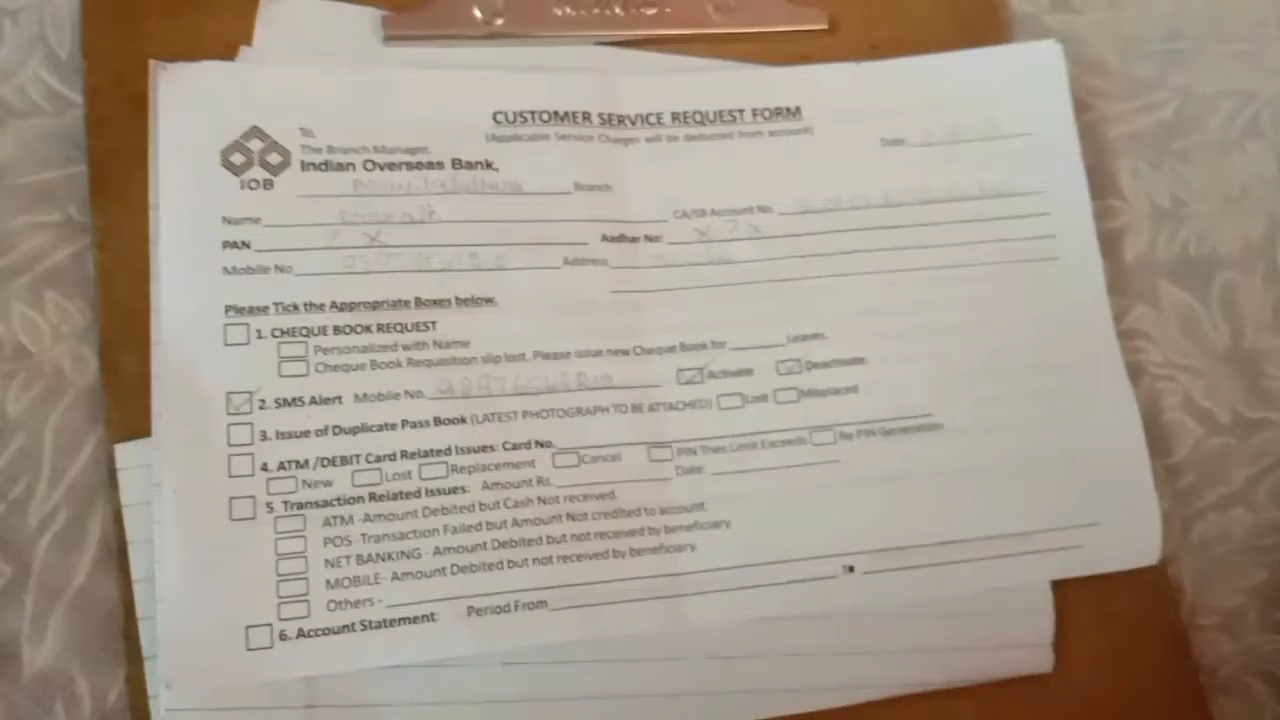 CUSTOMER SERVICE REQUEST FORM
(Applicable Service Charges will be deducted from account)
Date:
To,
The Branch Manager,
Indian Overseas Bank,
IOB
Branch
Name
CA/SB Account No.
PAN X
Aadhar No: X ? X
Mobile No
Address
Please Tick the Appropriate Boxes below.
1. CHEQUE BOOK REQUEST
Personalized with Name
Cheque Book Requisition slip lost. Please issue new Cheque Book for Leaves.
2. SMS Alert Mobile No. Activate Deactivate.
3. Issue of Duplicate Pass Book (LATEST PHOTOGRAPH TO BE ATTACHED) Lost Misplaced
4. ATM /DEBIT Card Related Issues: Card No.
New Lost Replacement Cancel PIN Tries Limit Exceeds Re PIN Generation
5. Transaction Related Issues: Amount Rs. Date:
ATM -Amount Debited but Cash Not received.
POS -Transaction Failed but Amount Not credited to account.
NET BANKING - Amount Debited but not received by beneficiary.
MOBILE- Amount Debited but not received by beneficiary.
Others -
6. Account Statement: Period From To